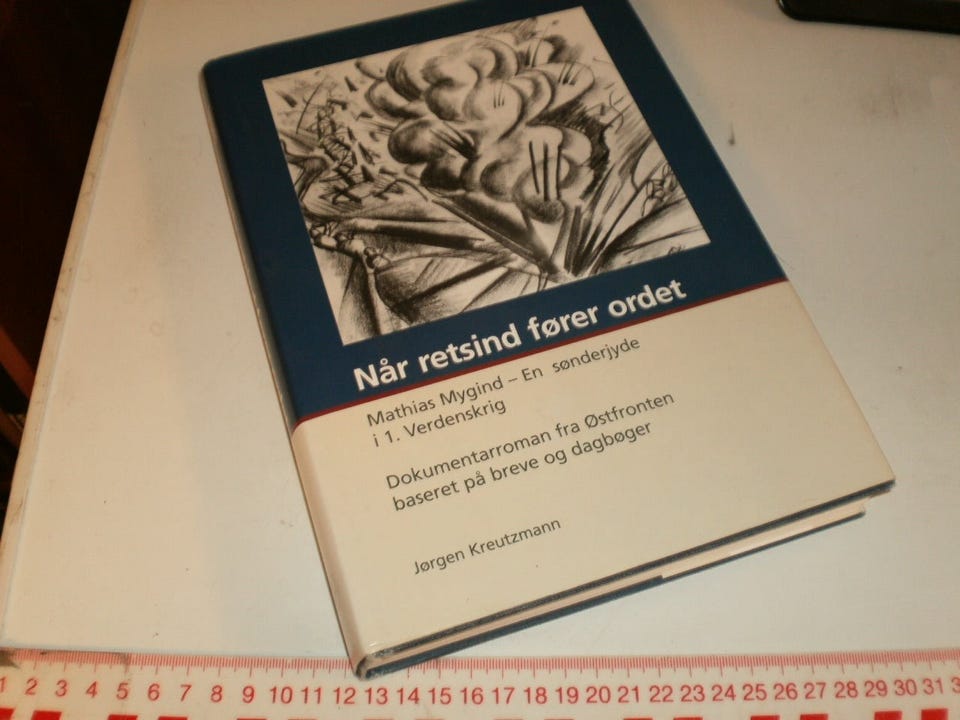 Når retsind fører ordet
Mathias Mygind – En sønderjyde
i 1. Verdenskrig
Dokumentarroman fra Østfronten
baseret på breve og dagbøger
Jørgen Kreutzmann
1 2 3 4 5 6 7 8 9 10 11 12 13 14 15 16 17 18 19 20 21 22 23 24 25 26 27 28 29 30 31